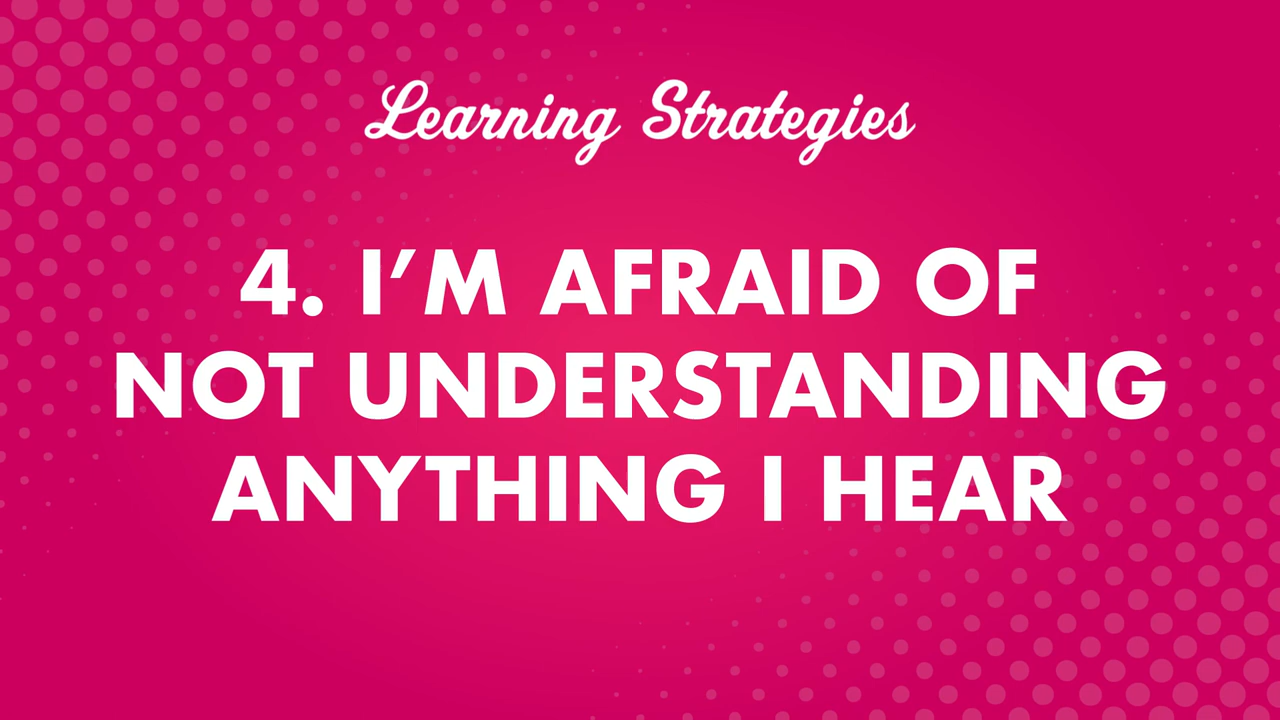 Learning Strategies
4. I’M AFRAID OF
NOT UNDERSTANDING
ANYTHING I HEAR